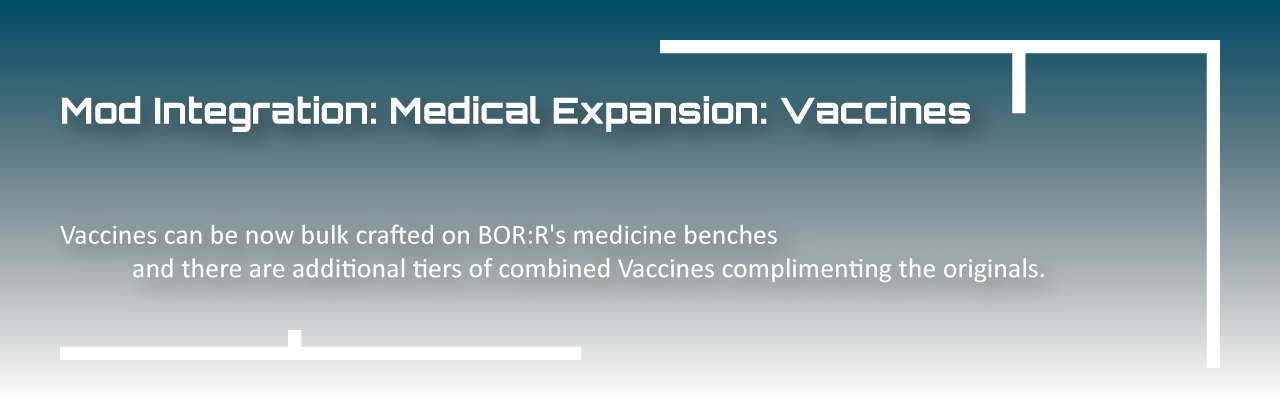 Mod Integration: Medical Expansion: Vaccines
Vaccines can be now bulk crafted on BOR:R's medicine benches
and there are additional tiers of combined Vaccines complimenting the originals.